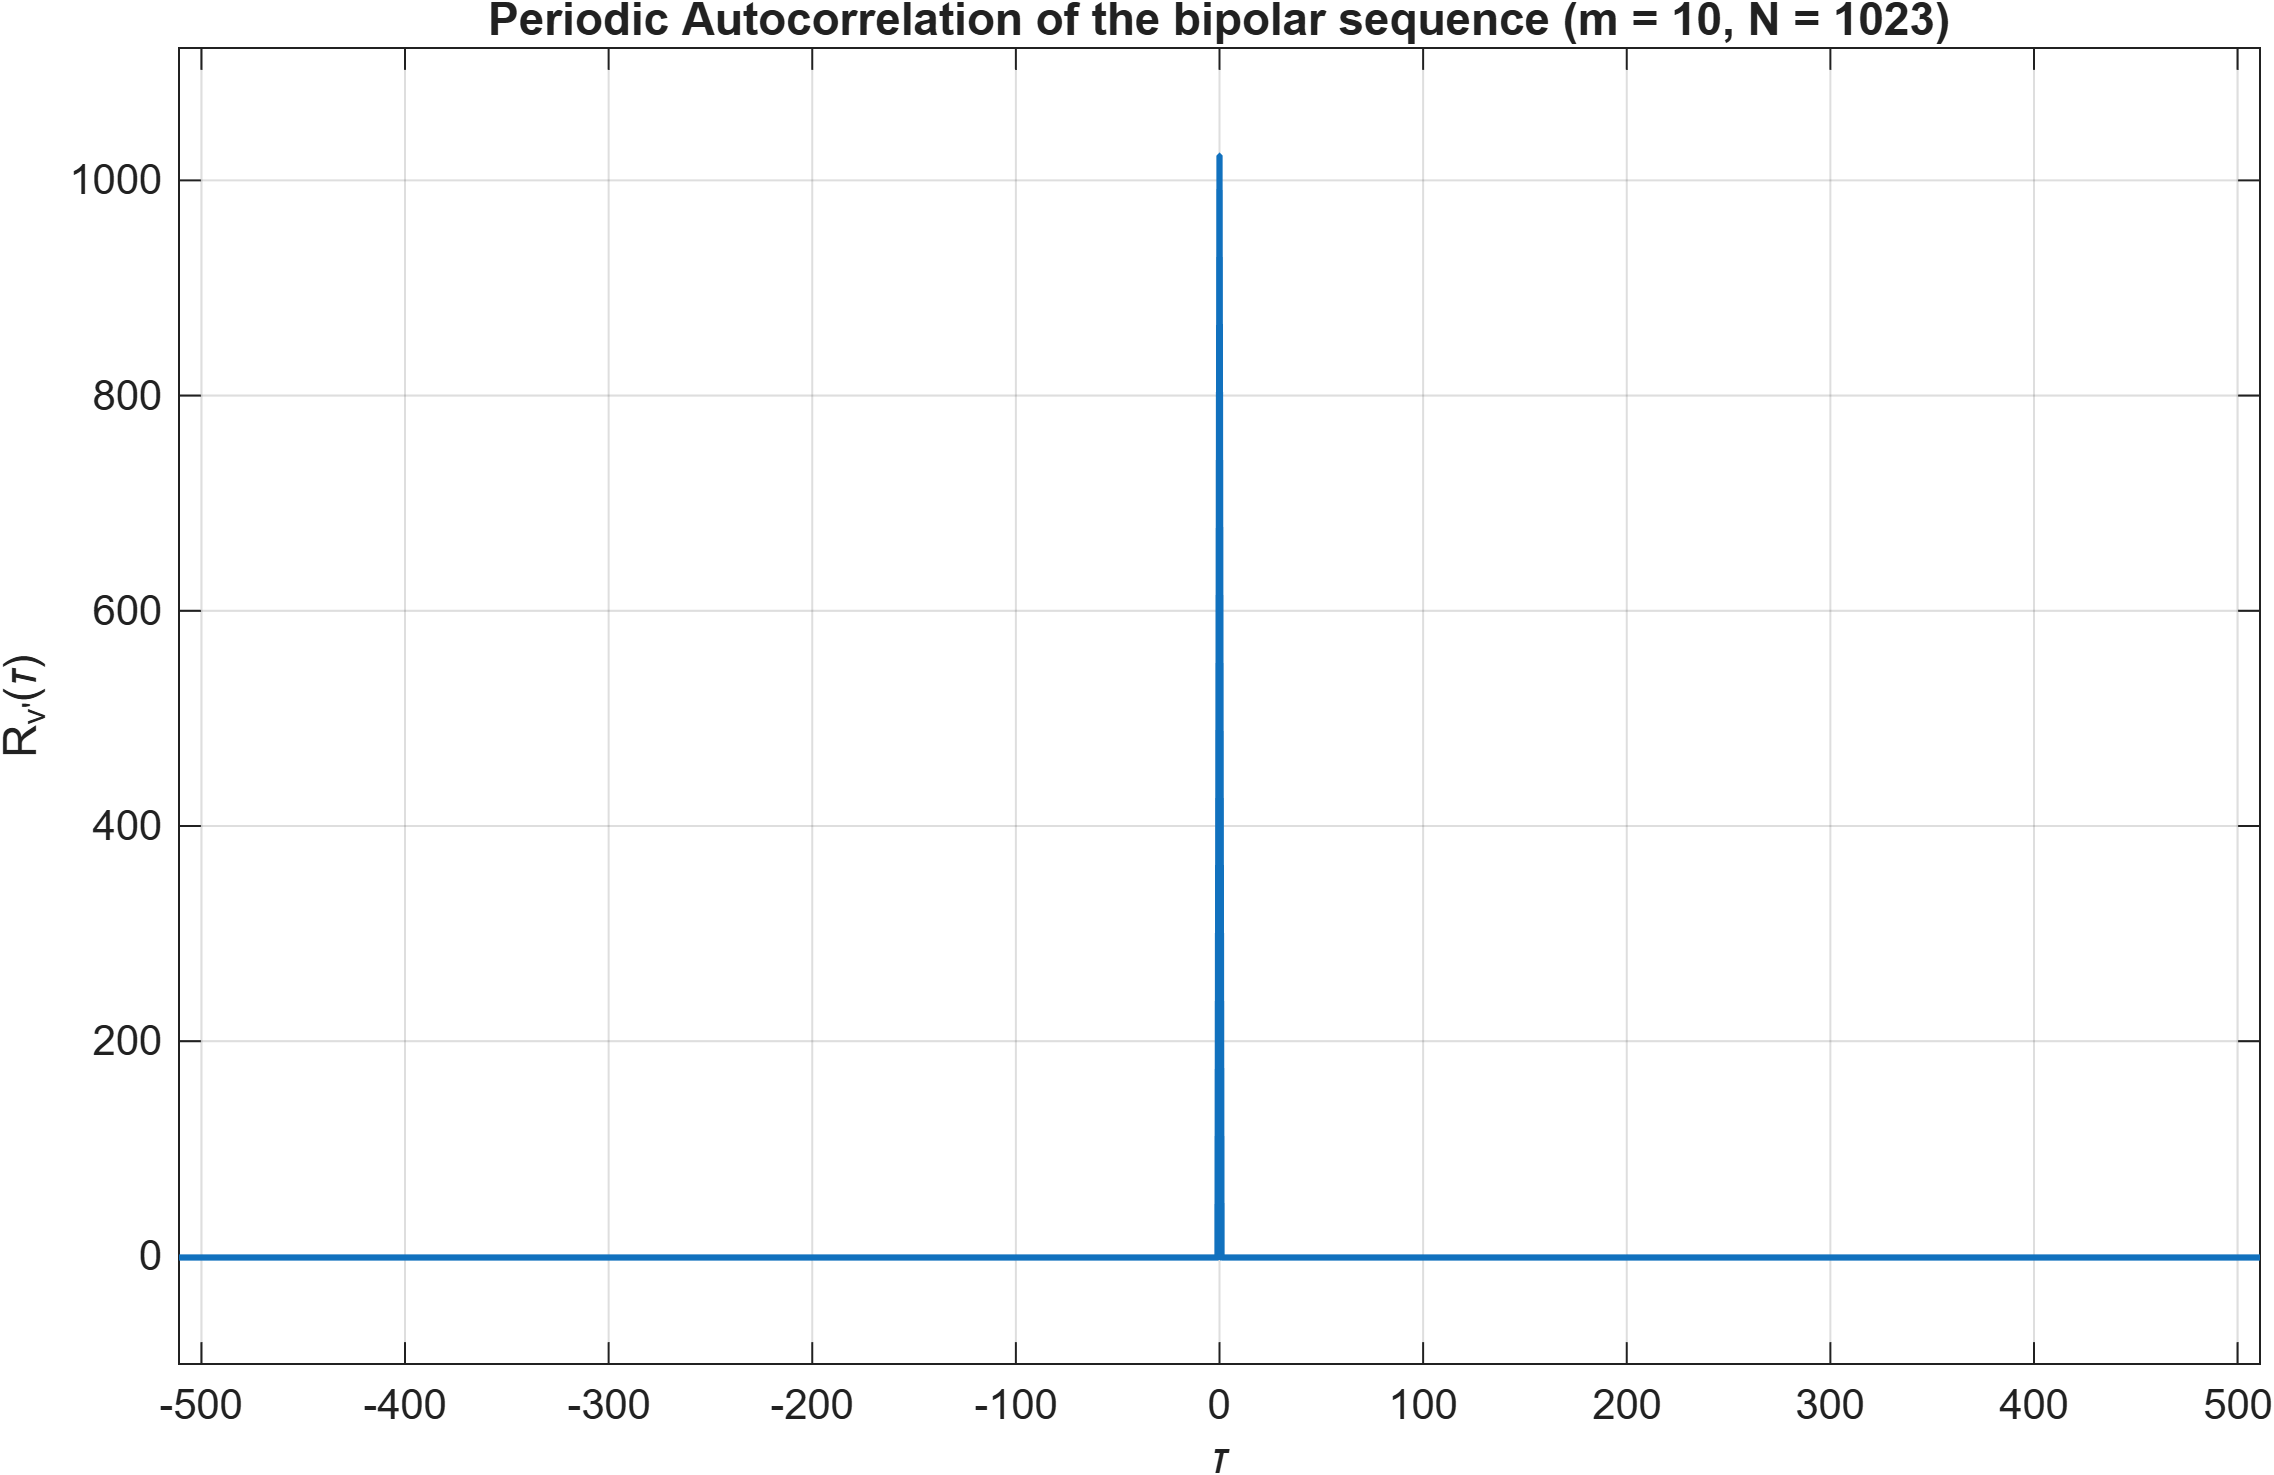 Periodic Autocorrelation of the bipolar sequence (m = 10, N = 1023)
1000
800
600
400
200
0
R_v'(τ)
-500 -400 -300 -200 -100 0 100 200 300 400 500
τ